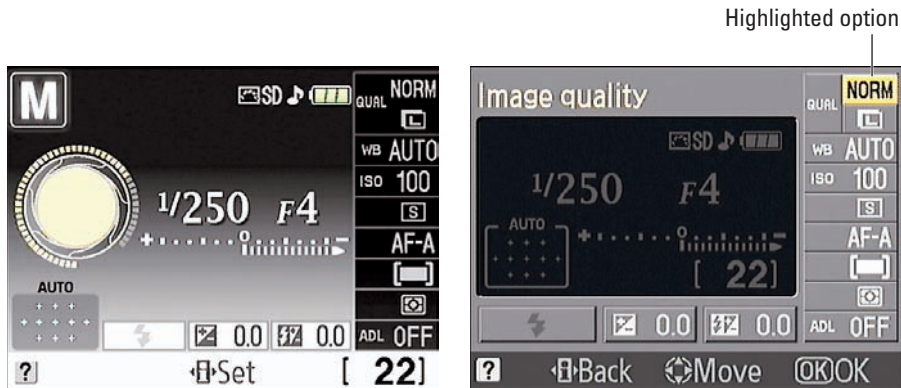 Highlighted option
M
SD
QUAL NORM
L
WB AUTO
ISO 100
S
AF-A
ADL OFF
1/250 F4
+ 0 -
AUTO
0.0 0.0
? Set [ 22]
Image quality
SD
QUAL NORM
L
WB AUTO
ISO 100
S
AF-A
ADL OFF
1/250 F4
AUTO
+ 0 -
[ 22]
0.0 0.0
? Back Move OK OK